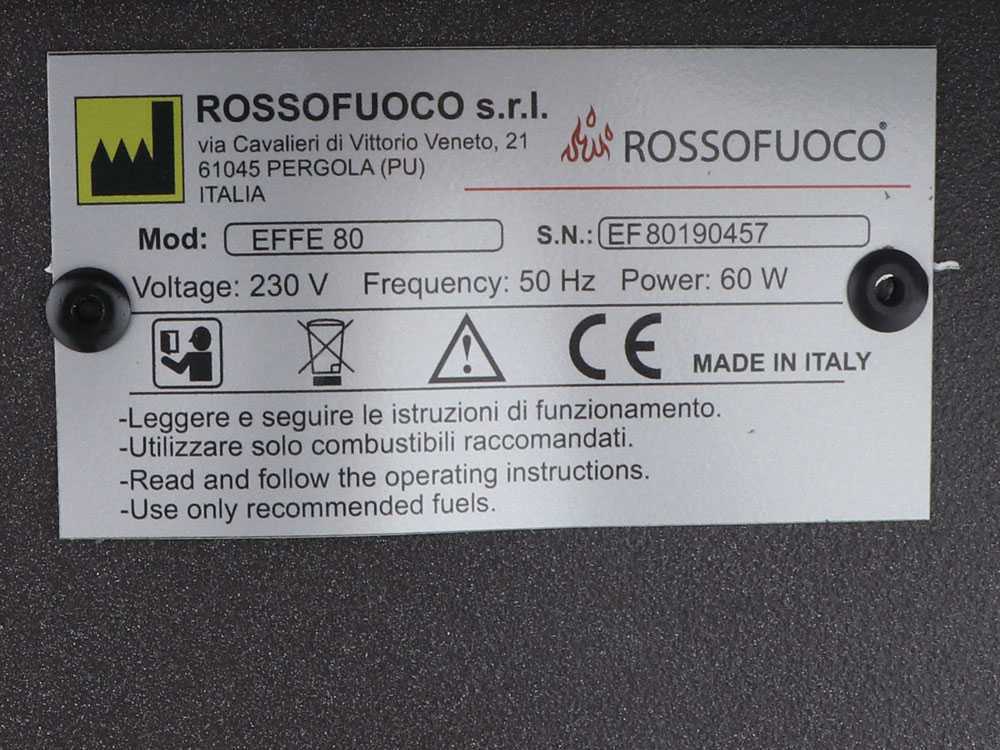 ROSSOFUOCO s.r.l.
via Cavalieri di Vittorio Veneto, 21
61045 PERGOLA (PU)
ITALIA
ROSSOFUOCO®
Mod: EFFE 80 S.N.: EF80190457
Voltage: 230 V Frequency: 50 Hz Power: 60 W
CE MADE IN ITALY
-Leggere e seguire le istruzioni di funzionamento.
-Utilizzare solo combustibili raccomandati.
-Read and follow the operating instructions.
-Use only recommended fuels.